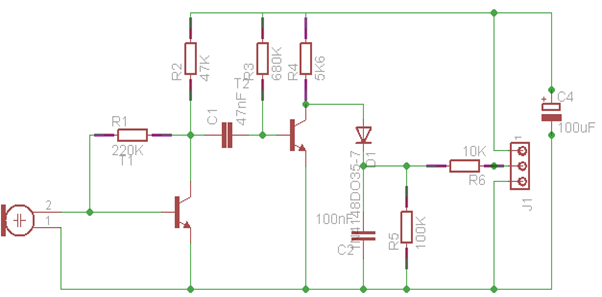 R2
47K
R3
680K
R4
5K6
T2
C1
47nF
R1
220K
T1
2
1
D1
1N4148DO35-7
100nF
C2
R5
100K
10K
R6
1
J1
C4
+
100uF